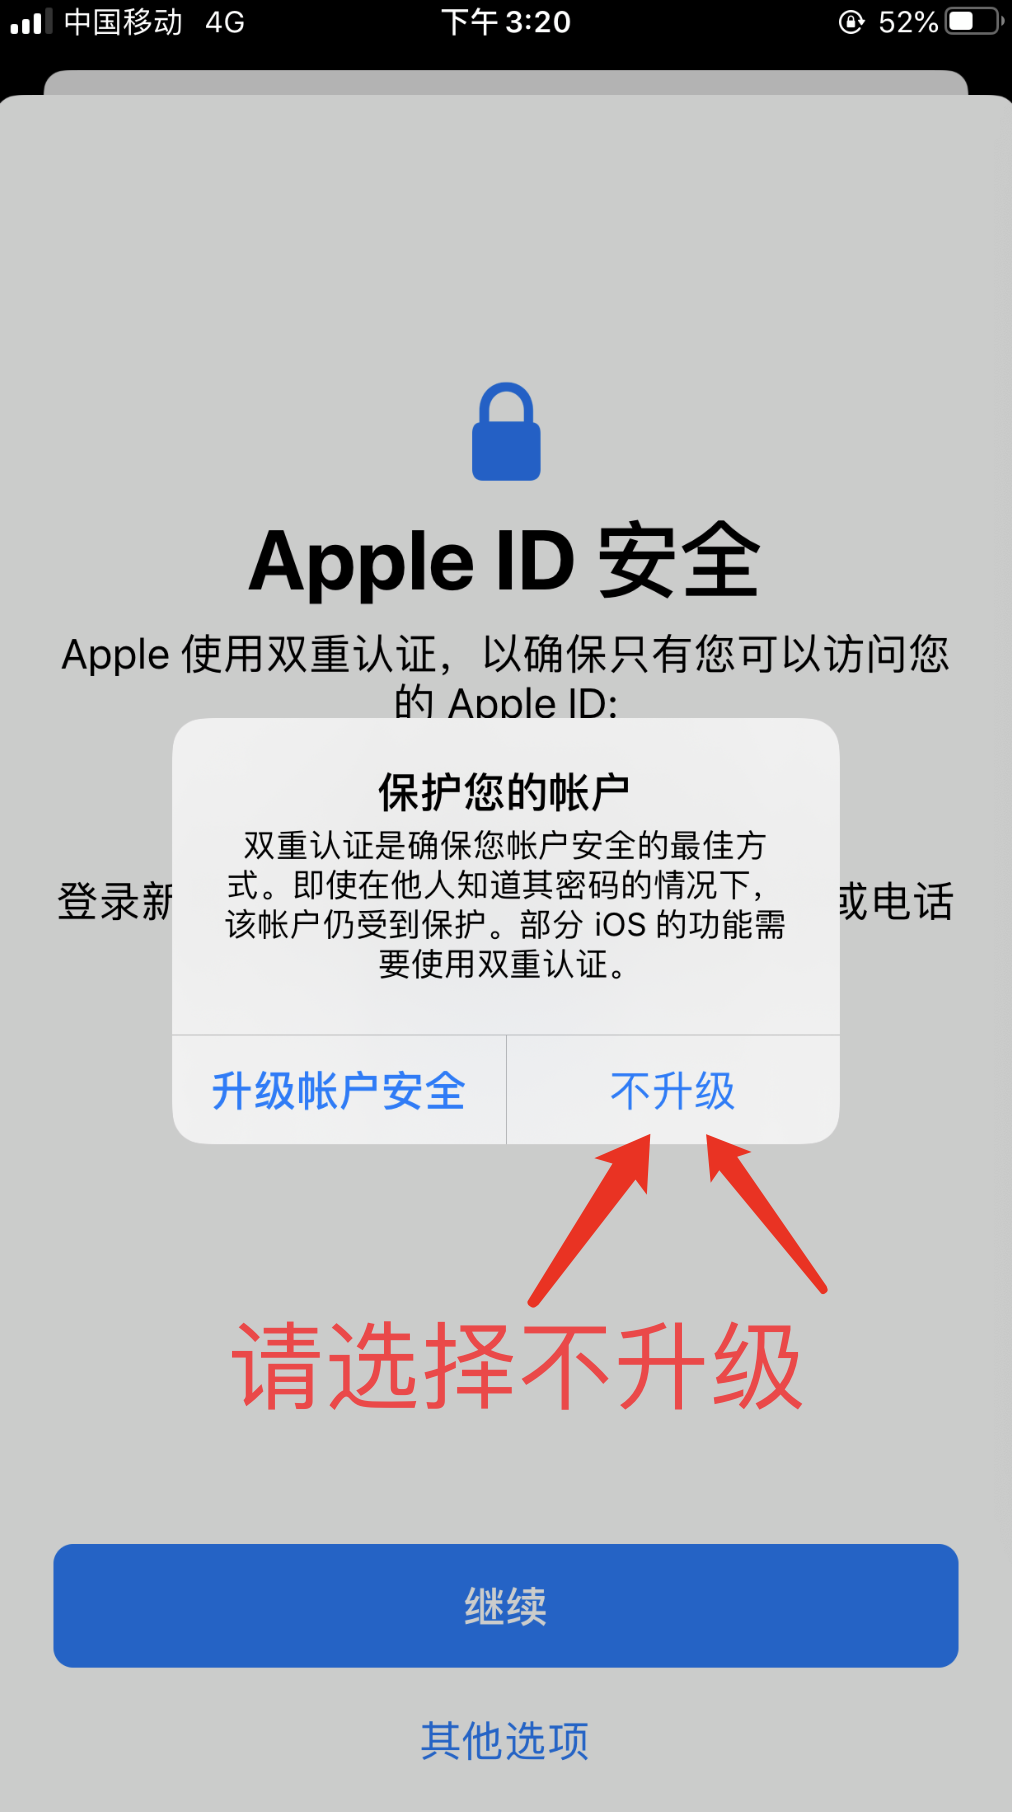 中国移动 4G 下午 3:20 52%
Apple ID 安全
Apple 使用双重认证，以确保只有您可以访问您
的 Apple ID:
保护您的帐户
双重认证是确保您帐户安全的最佳方
式。即使在他人知道其密码的情况下，
登录新 或电话
该帐户仍受到保护。部分 iOS 的功能需
要使用双重认证。
升级帐户安全 不升级
请选择不升级
继续
其他选项